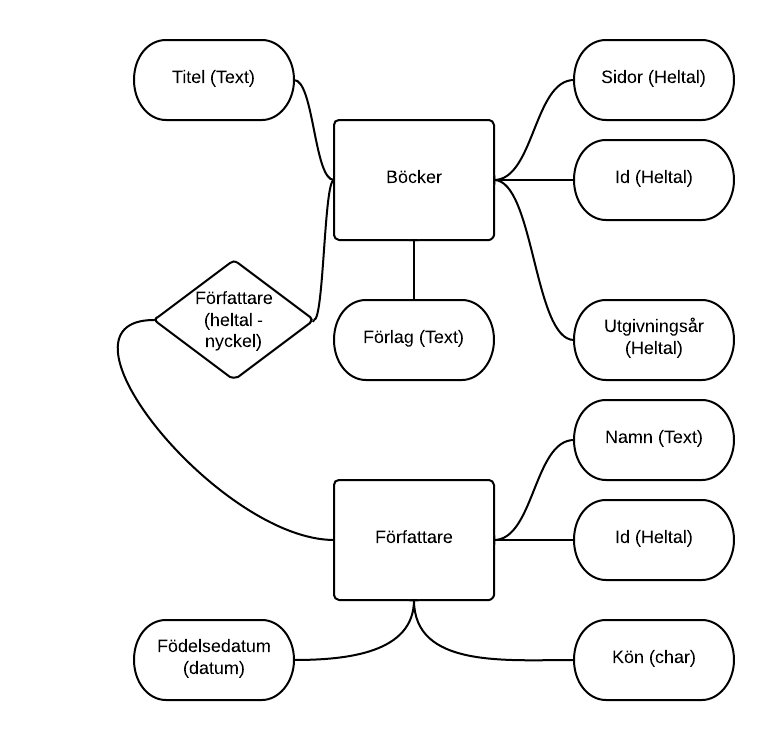 Titel (Text)
Sidor (Heltal)
Böcker
Id (Heltal)
Författare
(heltal -
nyckel)
Förlag (Text)
Utgivningsår
(Heltal)
Namn (Text)
Författare
Id (Heltal)
Födelsedatum
(datum)
Kön (char)